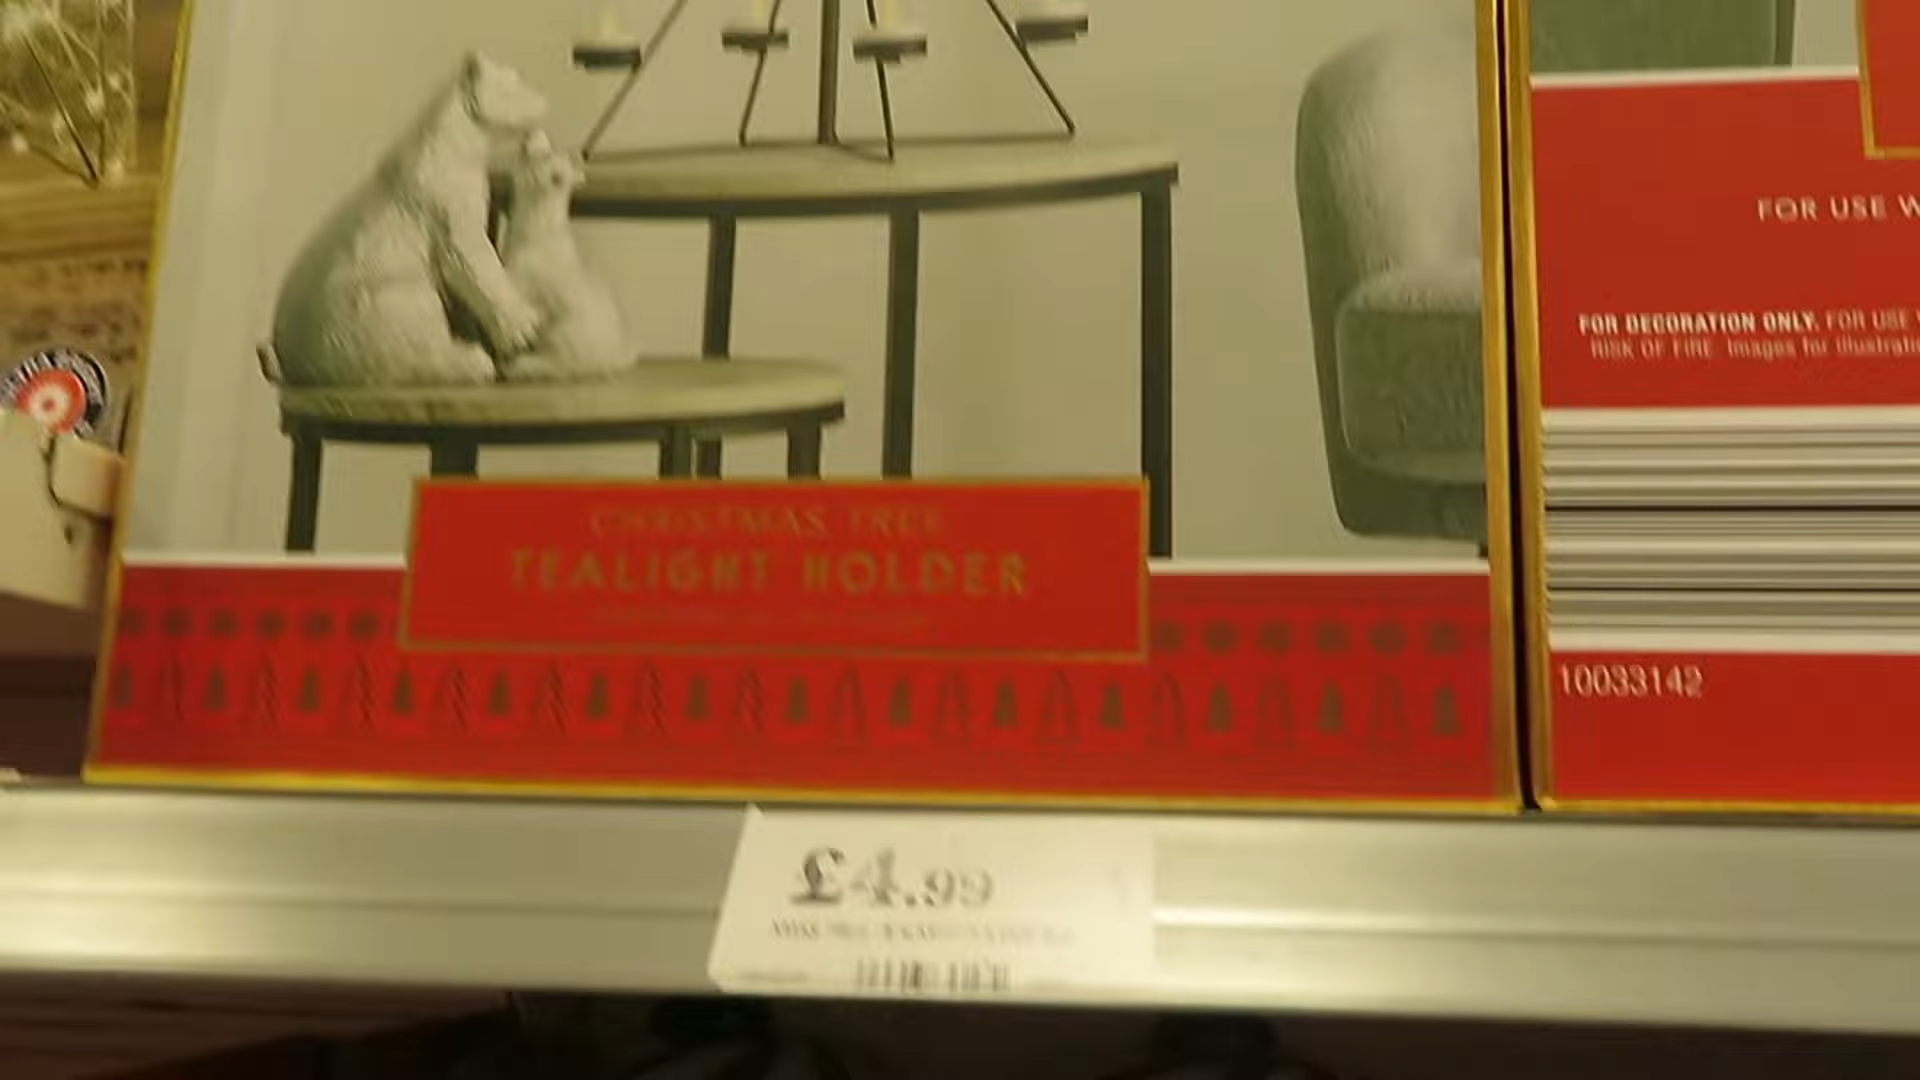 CHRISTMAS TREE
TEALIGHT HOLDER
FOR USE W
FOR DECORATION ONLY. FOR USE
RISK OF FIRE Images for illustrati
10033142
£4.99